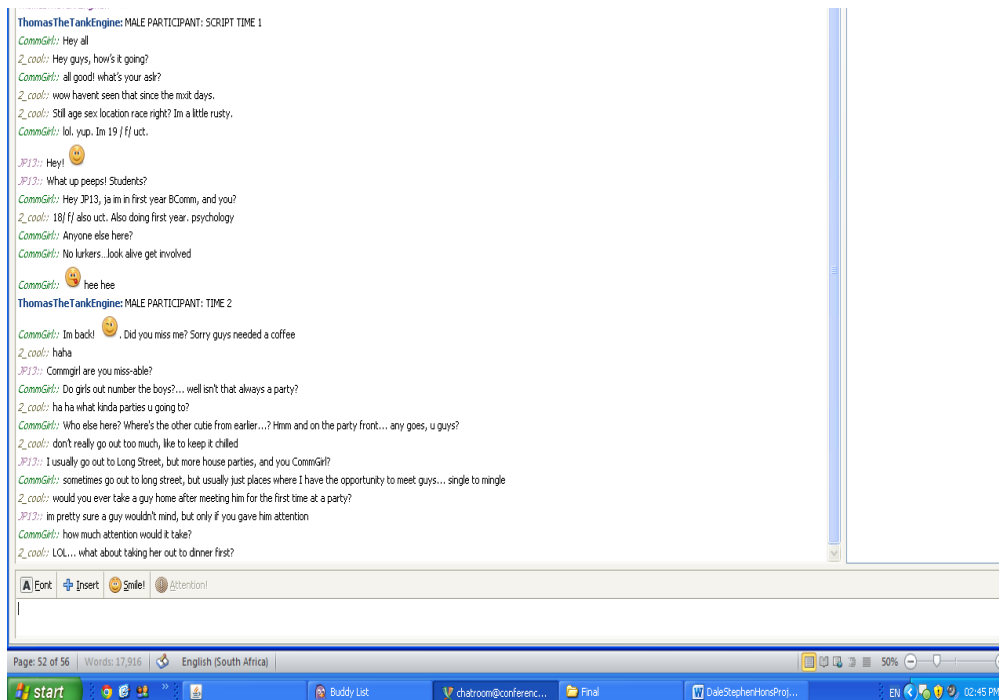 ThomasTheTankEngine: MALE PARTICIPANT: SCRIPT TIME 1
CommGirl:: Hey all
2_cool:: Hey guys, how's it going?
CommGirl:: all good! what's your aslr?
2_cool:: wow havent seen that since the mxit days.
2_cool:: Still age sex location race right? Im a little rusty.
CommGirl:: lol. yup. Im 19 / f/ uct.
JP13:: Hey!
JP13:: What up peeps! Students?
CommGirl:: Hey JP13, ja im in first year BComm, and you?
2_cool:: 18/ f/ also uct. Also doing first year. psychology
CommGirl:: Anyone else here?
CommGirl:: No lurkers...look alive get involved
CommGirl:: hee hee
ThomasTheTankEngine: MALE PARTICIPANT: TIME 2
CommGirl:: Im back! . Did you miss me? Sorry guys needed a coffee
2_cool:: haha
JP13:: Commgirl are you miss-able?
CommGirl:: Do girls out number the boys?... well isn't that always a party?
2_cool:: ha ha what kinda parties u going to?
CommGirl:: Who else here? Where's the other cutie from earlier...? Hmm and on the party front... any goes, u guys?
2_cool:: don't really go out too much, like to keep it chilled
JP13:: I usually go out to Long Street, but more house parties, and you CommGirl?
CommGirl:: sometimes go out to long street, but usually just places where I have the opportunity to meet guys... single to mingle
2_cool:: would you ever take a guy home after meeting him for the first time at a party?
JP13:: im pretty sure a guy wouldn't mind, but only if you gave him attention
CommGirl:: how much attention would it take?
2_cool:: LOL... what about taking her out to dinner first?
A Font Insert Smile! Attention!
Page: 52 of 56 Words: 17,916 English (South Africa) 50%
start Buddy List chatroom@conferenc... Final DaleStephenHonsProj... EN 02:45 PM